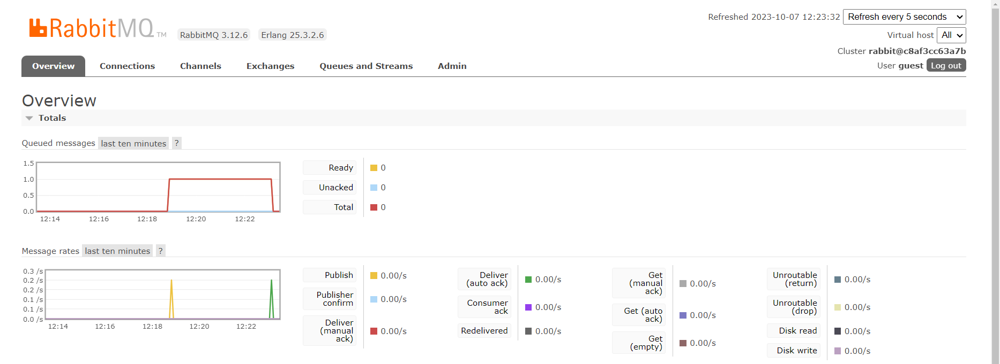 RabbitMQ TM RabbitMQ 3.12.6 Erlang 25.3.2.6
Refreshed 2023-10-07 12:23:32 Refresh every 5 seconds
Virtual host All
Cluster rabbit@c8af3cc63a7b
User guest Log out
Overview Connections Channels Exchanges Queues and Streams Admin
Overview
Totals
Queued messages last ten minutes ?
1.5
1.0
0.5
0.0
12:14 12:16 12:18 12:20 12:22
Ready 0
Unacked 0
Total 0
Message rates last ten minutes ?
0.3 /s
0.2 /s
0.2 /s
0.1 /s
0.1 /s
0.0 /s
12:14 12:16 12:18 12:20 12:22
Publish 0.00/s
Publisher
confirm 0.00/s
Deliver
(manual
ack) 0.00/s
Deliver
(auto ack) 0.00/s
Consumer
ack 0.00/s
Redelivered 0.00/s
Get
(manual
ack) 0.00/s
Get (auto
ack) 0.00/s
Get
(empty) 0.00/s
Unroutable
(return) 0.00/s
Unroutable
(drop) 0.00/s
Disk read 0.00/s
Disk write 0.00/s